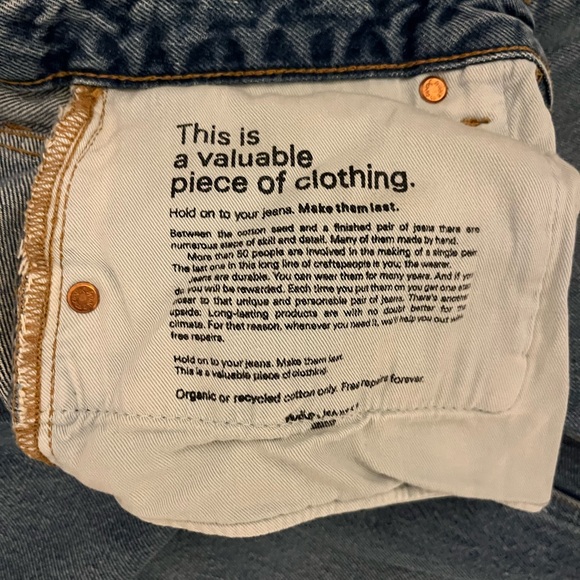 This is
a valuable
piece of clothing.
Hold on to your jeans. Make them last.
Between the cotton seed and a finished pair of jeans there are
numerous steps of skill and detail. Many of them made by hand.
More than 50 people are involved in the making of a single pair.
The last one in this long line of craftspeople is you; the wearer.
Jeans are durable. You can wear them for many years. And if you
do you will be rewarded. Each time you put them on you get one step
closer to that unique and personable pair of jeans. There's another
upside: Long-lasting products are with no doubt better for the
climate. For that reason, whenever you need it, we'll help you out with
free repairs.
Hold on to your jeans. Make them last.
This is a valuable piece of clothing.
Organic or recycled cotton only. Free repairs forever.